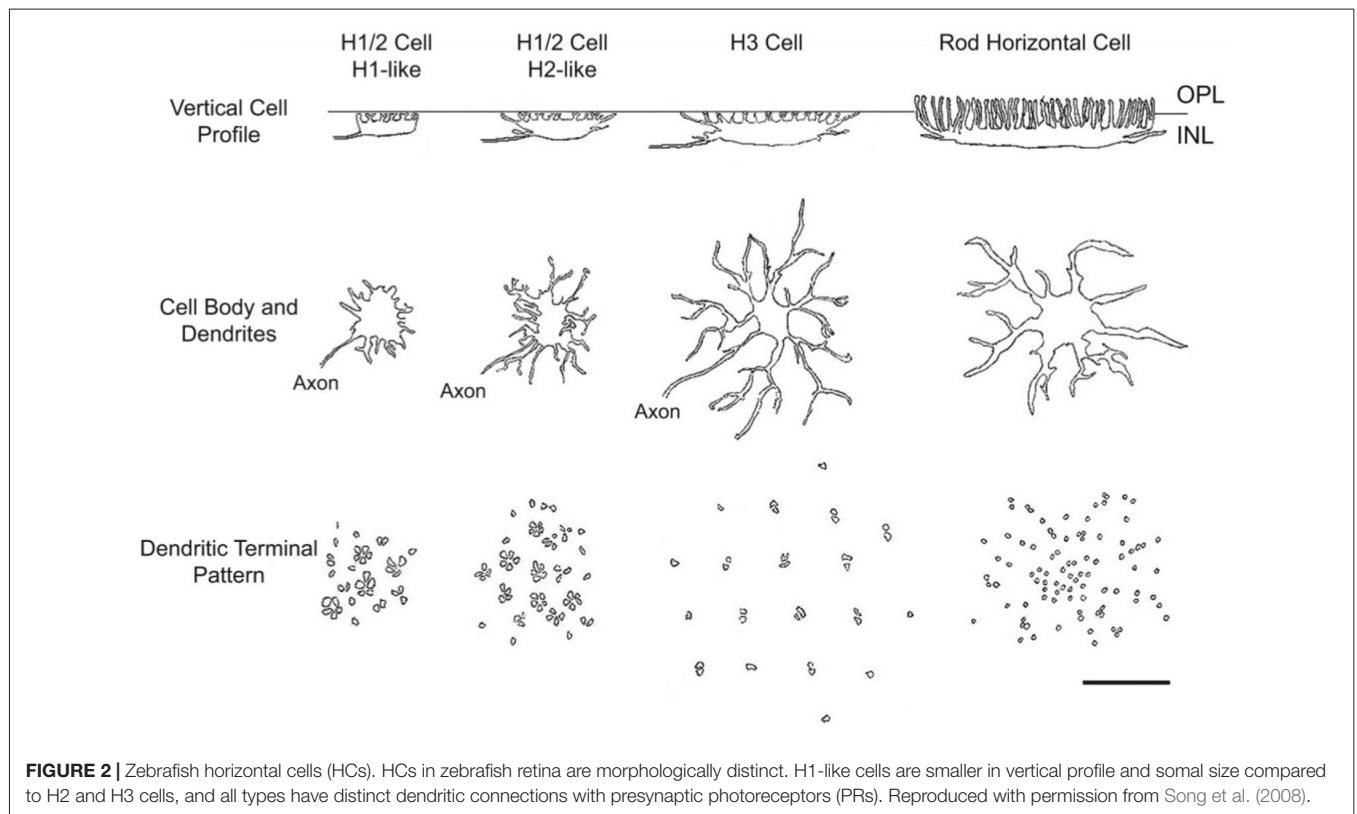 H1/2 Cell
H1-like
H1/2 Cell
H2-like
H3 Cell
Rod Horizontal Cell
Vertical Cell
Profile
OPL
INL
Cell Body and
Dendrites
Axon
Axon
Axon
Dendritic Terminal
Pattern
FIGURE 2 | Zebrafish horizontal cells (HCs). HCs in zebrafish retina are morphologically distinct. H1-like cells are smaller in vertical profile and somal size compared
to H2 and H3 cells, and all types have distinct dendritic connections with presynaptic photoreceptors (PRs). Reproduced with permission from Song et al. (2008).